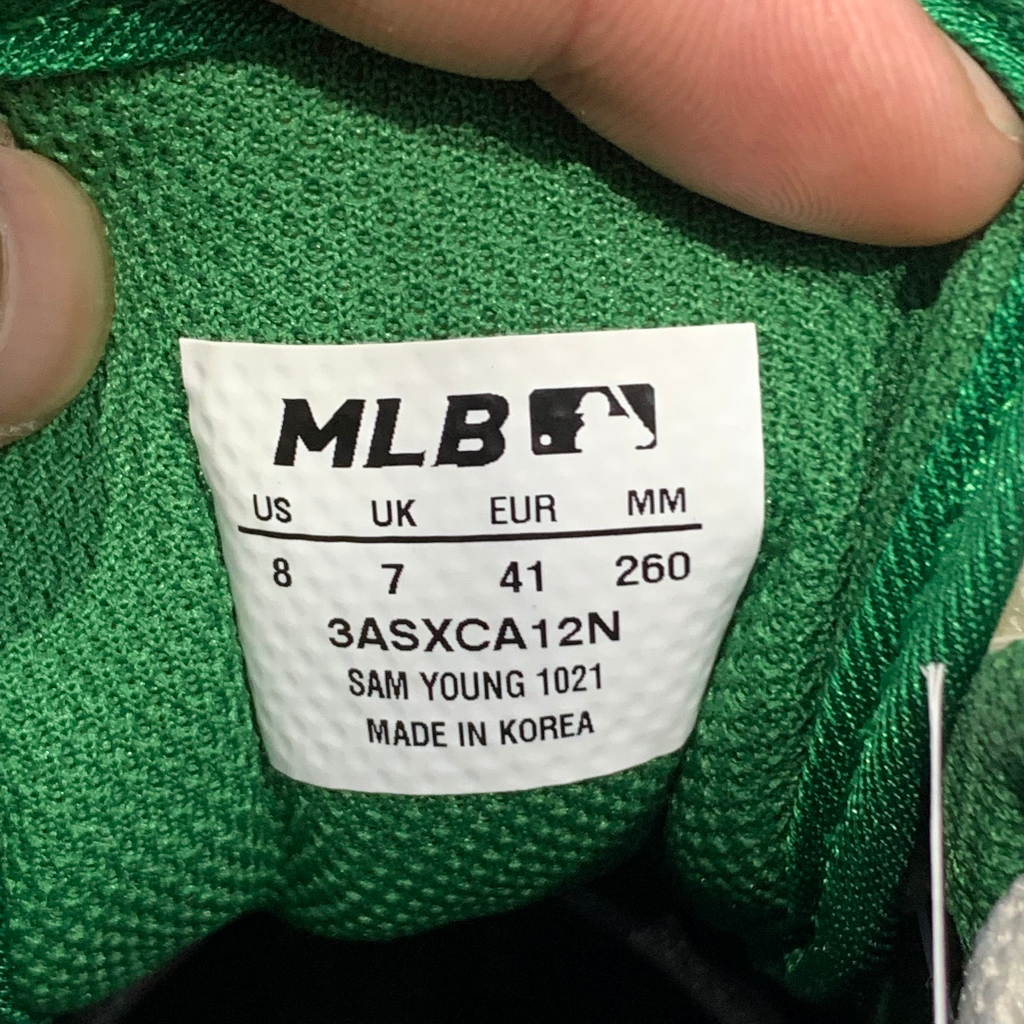 MLB
US UK EUR MM
8 7 41 260
3ASXCA12N
SAM YOUNG 1021
MADE IN KOREA